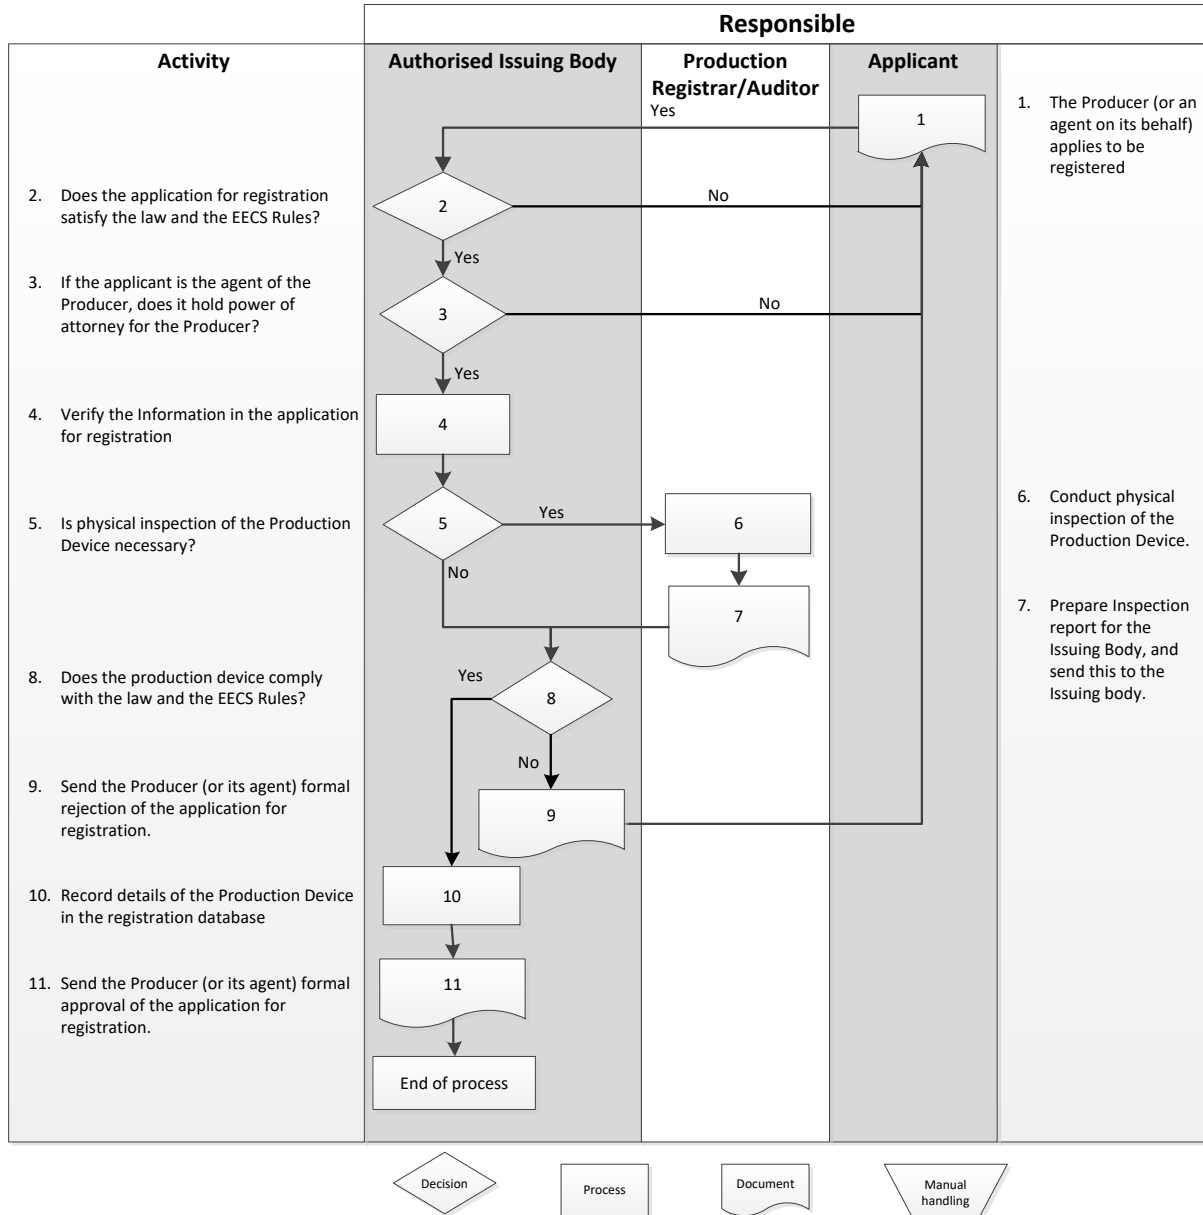 Responsible
Activity
Authorised Issuing Body
Production
Registrar/Auditor
Applicant
Yes
1
1. The Producer (or an
agent on its behalf)
applies to be
registered
2. Does the application for registration
satisfy the law and the EECS Rules?
2
No
Yes
3. If the applicant is the agent of the
Producer, does it hold power of
attorney for the Producer?
3
No
Yes
4. Verify the Information in the application
for registration
4
5. Is physical inspection of the Production
Device necessary?
5
Yes
6
No
6. Conduct physical
inspection of the
Production Device.
7
7. Prepare Inspection
report for the
Issuing Body, and
send this to the
Issuing body.
8. Does the production device comply
with the law and the EECS Rules?
Yes
8
No
9. Send the Producer (or its agent) formal
rejection of the application for
registration.
9
10. Record details of the Production Device
in the registration database
10
11. Send the Producer (or its agent) formal
approval of the application for
registration.
11
End of process
Decision
Process
Document
Manual
handling